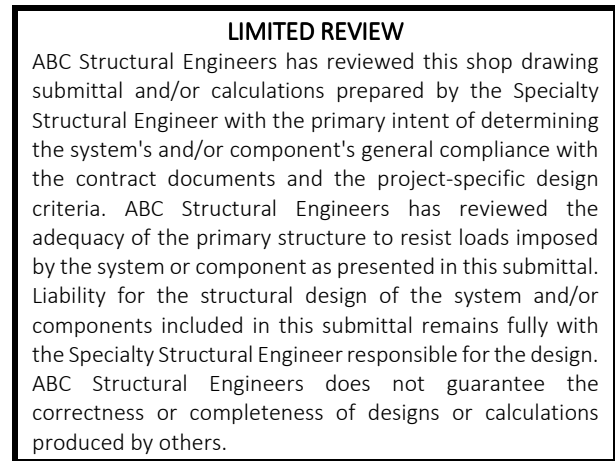 LIMITED REVIEW
ABC Structural Engineers has reviewed this shop drawing
submittal and/or calculations prepared by the Specialty
Structural Engineer with the primary intent of determining
the system's and/or component's general compliance with
the contract documents and the project-specific design
criteria. ABC Structural Engineers has reviewed the
adequacy of the primary structure to resist loads imposed
by the system or component as presented in this submittal.
Liability for the structural design of the system and/or
components included in this submittal remains fully with
the Specialty Structural Engineer responsible for the design.
ABC Structural Engineers does not guarantee the
correctness or completeness of designs or calculations
produced by others.